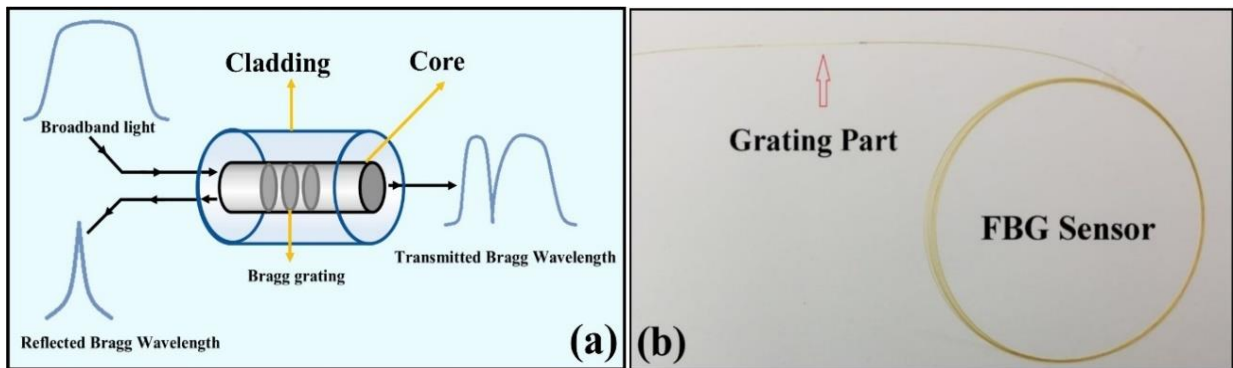 Broadband light
Cladding
Core
Bragg grating
Transmitted Bragg Wavelength
Reflected Bragg Wavelength
(a)
Grating Part
FBG Sensor
(b)